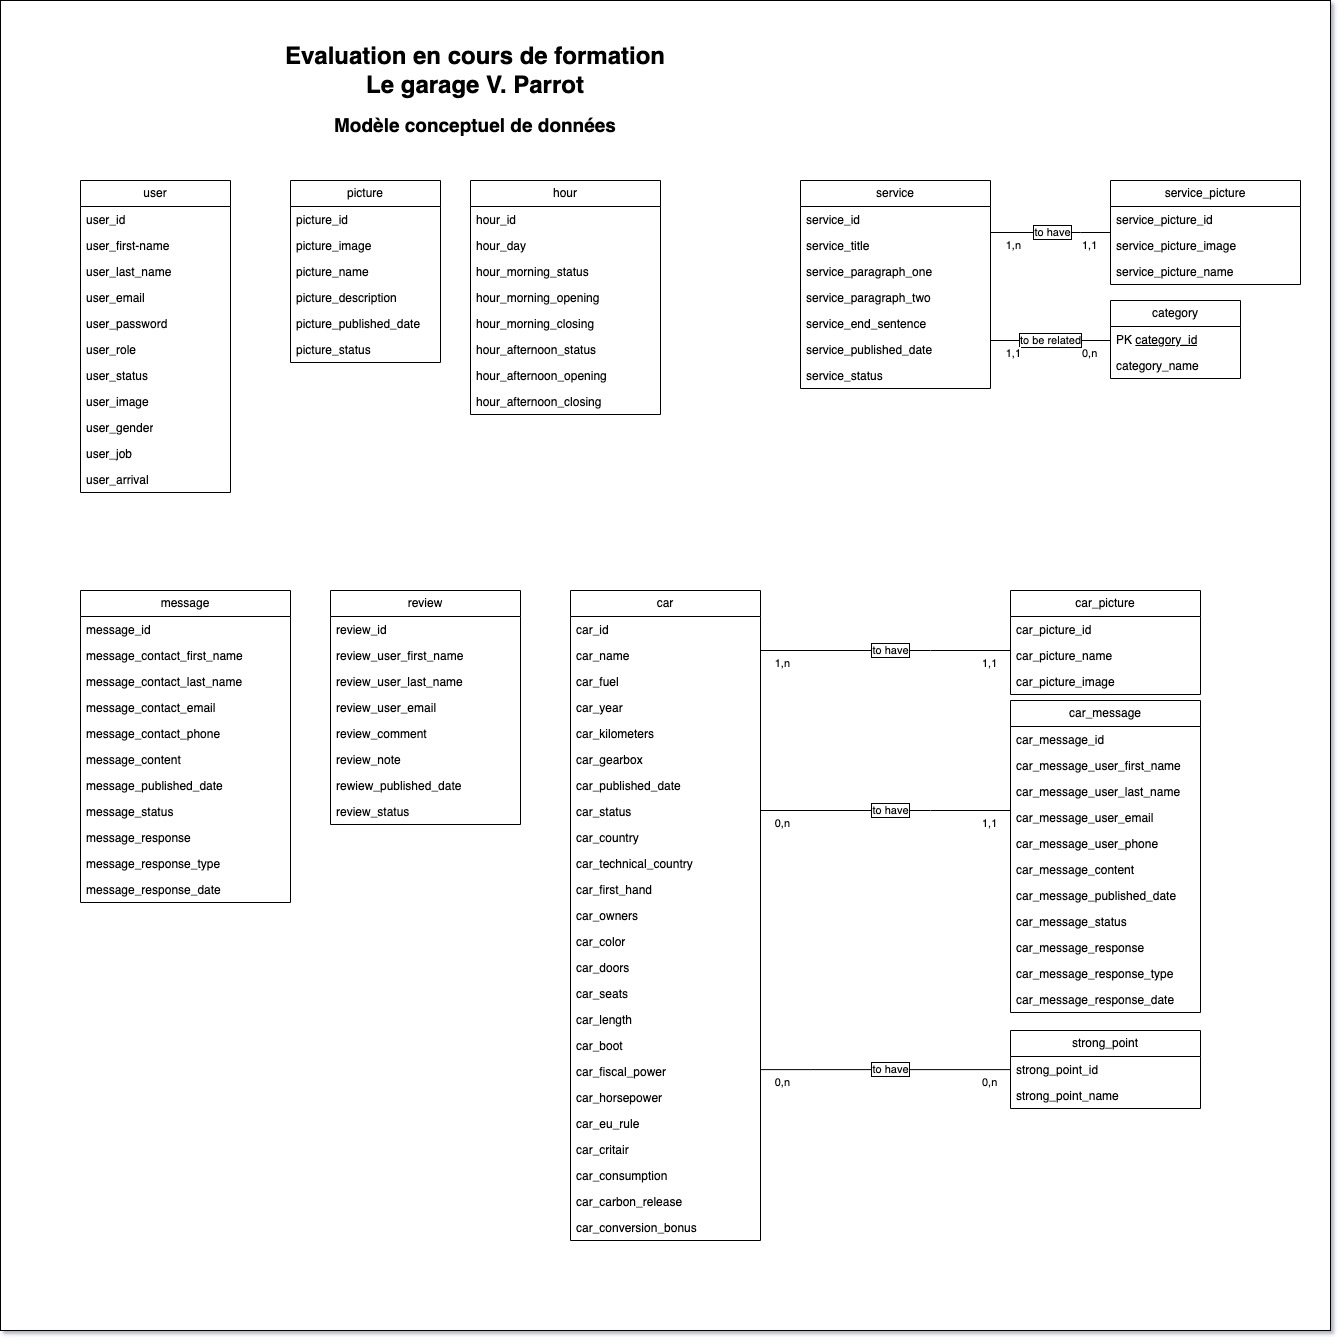 Evaluation en cours de formation
Le garage V. Parrot
Modèle conceptuel de données
user
user_id
user_first-name
user_last_name
user_email
user_password
user_role
user_status
user_image
user_gender
user_job
user_arrival
picture
picture_id
picture_image
picture_name
picture_description
picture_published_date
picture_status
hour
hour_id
hour_day
hour_morning_status
hour_morning_opening
hour_morning_closing
hour_afternoon_status
hour_afternoon_opening
hour_afternoon_closing
service
service_id
service_title
service_paragraph_one
service_paragraph_two
service_end_sentence
service_published_date
service_status
to have
1,n
1,1
to be related
1,1
0,n
service_picture
service_picture_id
service_picture_image
service_picture_name
category
PK category_id
category_name
message
message_id
message_contact_first_name
message_contact_last_name
message_contact_email
message_contact_phone
message_content
message_published_date
message_status
message_response
message_response_type
message_response_date
review
review_id
review_user_first_name
review_user_last_name
review_user_email
review_comment
review_note
rewiew_published_date
review_status
car
car_id
car_name
car_fuel
car_year
car_kilometers
car_gearbox
car_published_date
car_status
car_country
car_technical_country
car_first_hand
car_owners
car_color
car_doors
car_seats
car_length
car_boot
car_fiscal_power
car_horsepower
car_eu_rule
car_critair
car_consumption
car_carbon_release
car_conversion_bonus
to have
1,n
1,1
to have
0,n
1,1
to have
0,n
0,n
car_picture
car_picture_id
car_picture_name
car_picture_image
car_message
car_message_id
car_message_user_first_name
car_message_user_last_name
car_message_user_email
car_message_user_phone
car_message_content
car_message_published_date
car_message_status
car_message_response
car_message_response_type
car_message_response_date
strong_point
strong_point_id
strong_point_name